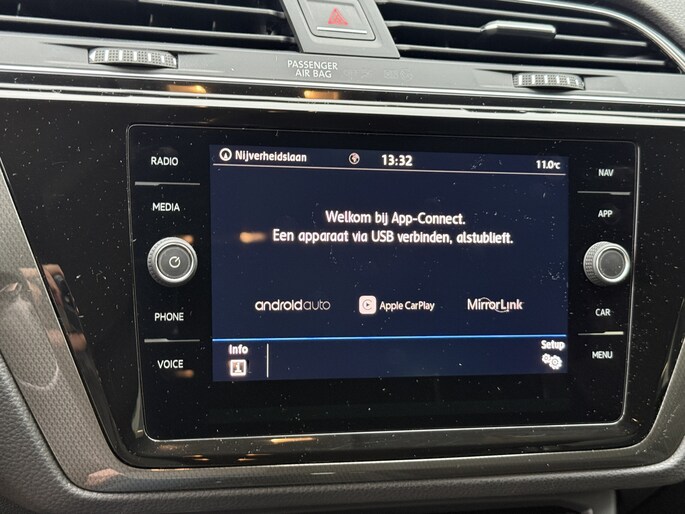 PASSENGER
AIR BAG
RADIO
MEDIA
PHONE
VOICE
Nijverheidslaan 13:32 11.0°C
Welkom bij App-Connect.
Een apparaat via USB verbinden, alstublieft.
androidauto Apple CarPlay MirrorLink
Info Setup
NAV
APP
CAR
MENU